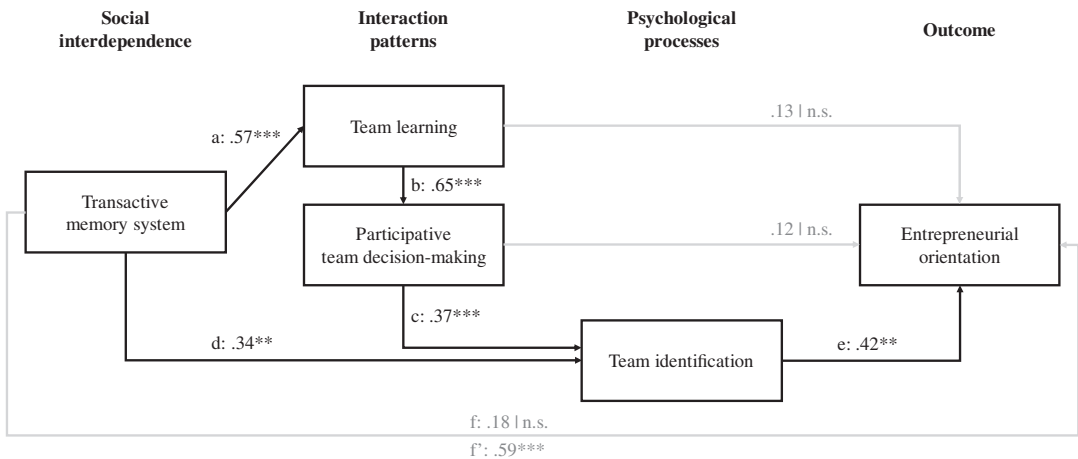 Social
interdependence
Interaction
patterns
Psychological
processes
Outcome
Team learning
.13 | n.s.
a: .57***
b: .65***
Transactive
memory system
Participative
team decision-making
.12 | n.s.
Entrepreneurial
orientation
c: .37***
d: .34**
Team identification
e: .42**
f: .18 | n.s.
f’: .59***